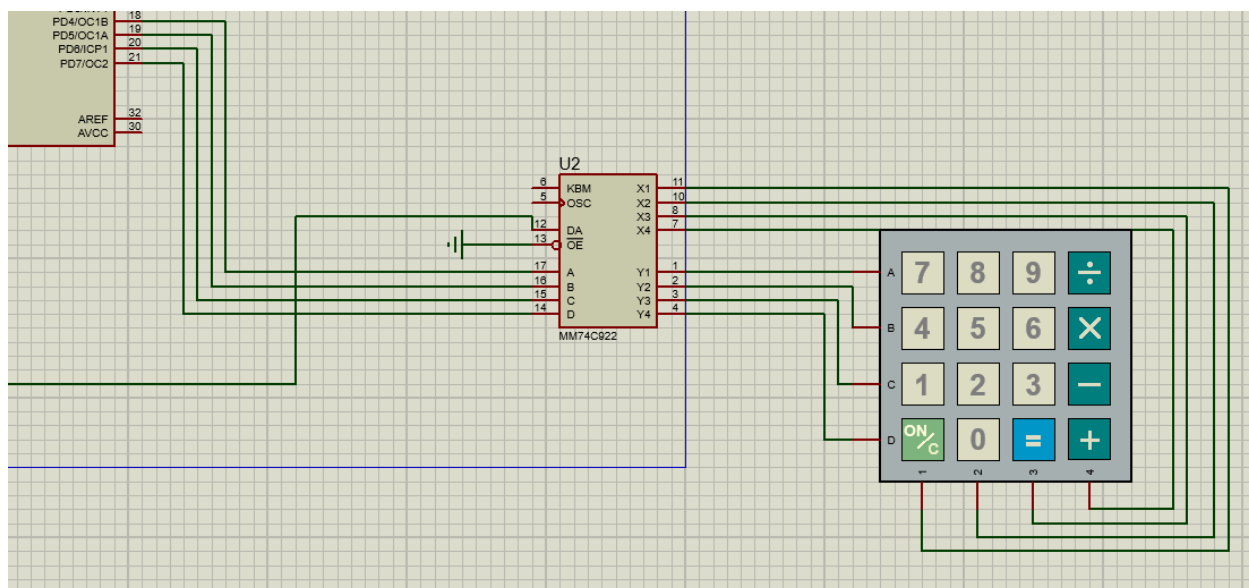 18
PD4/OC1B
19
PD5/OC1A
20
PD6/ICP1
21
PD7/OC2
32
AREF
30
AVCC
U2
6 KBM X1 11
5 OSC X2 10
X3 8
12 DA X4 7
13 OE
17 A Y1 1
16 B Y2 2
15 C Y3 3
14 D Y4 4
MM74C922
A 7 8 9 ÷
B 4 5 6 ×
C 1 2 3 −
D ON/C 0 = +
1 2 3 4